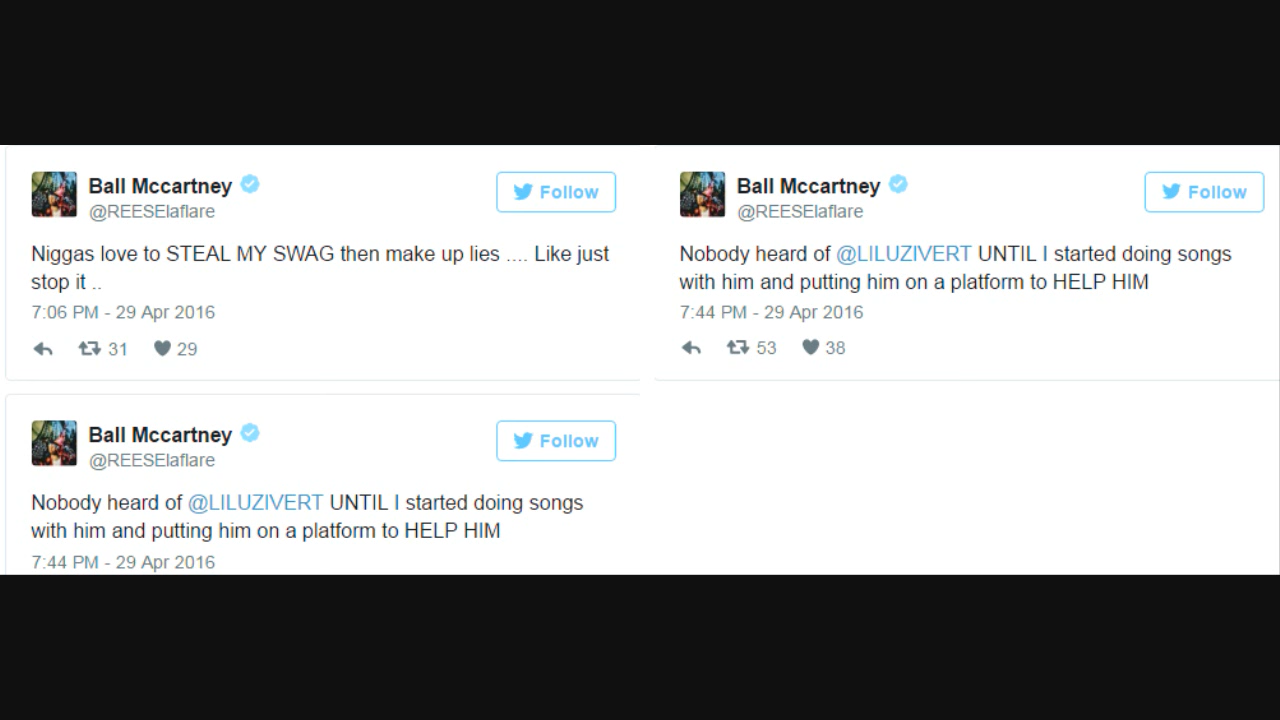 Ball Mccartney
@REESElaflare
Follow
Niggas love to STEAL MY SWAG then make up lies .... Like just
stop it ..
7:06 PM - 29 Apr 2016
31 29
Ball Mccartney
@REESElaflare
Follow
Nobody heard of @LILUZIVERT UNTIL I started doing songs
with him and putting him on a platform to HELP HIM
7:44 PM - 29 Apr 2016
Ball Mccartney
@REESElaflare
Follow
Nobody heard of @LILUZIVERT UNTIL I started doing songs
with him and putting him on a platform to HELP HIM
7:44 PM - 29 Apr 2016
53 38